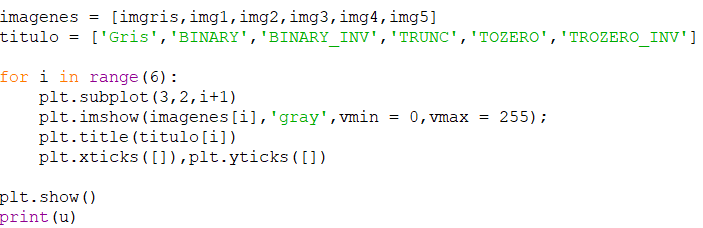 imagenes = [imgris,img1,img2,img3,img4,img5]
titulo = ['Gris','BINARY','BINARY_INV','TRUNC','TOZERO','TROZERO_INV']

for i in range(6):
    plt.subplot(3,2,i+1)
    plt.imshow(imagenes[i],'gray',vmin = 0,vmax = 255);
    plt.title(titulo[i])
    plt.xticks([]),plt.yticks([])

plt.show()
print(u)